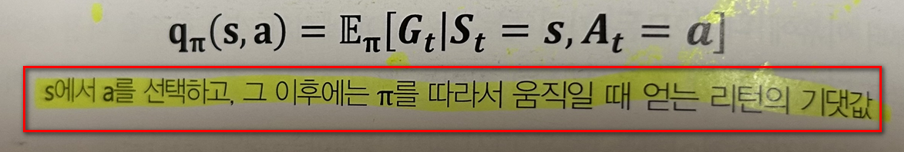 qπ(s, a) = 𝔼π[Gt|St = s, At = a]
s에서 a를 선택하고, 그 이후에는 π를 따라서 움직일 때 얻는 리턴의 기댓값